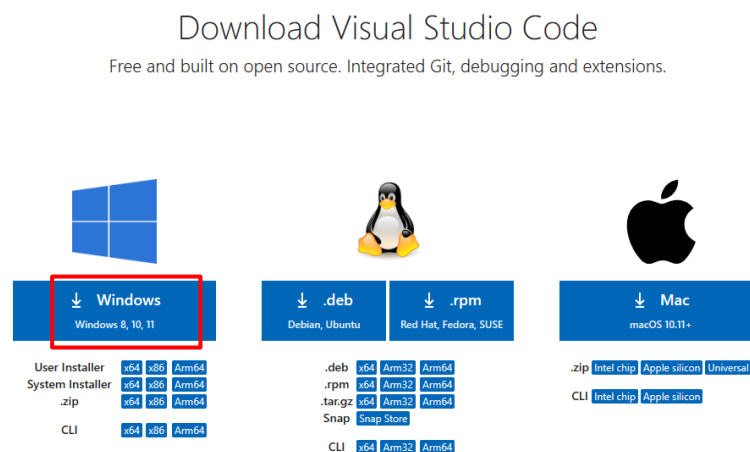 Download Visual Studio Code
Free and built on open source. Integrated Git, debugging and extensions.
Windows
Windows 8, 10, 11
User Installer x64 x86 Arm64
System Installer x64 x86 Arm64
.zip x64 x86 Arm64
CLI x64 x86 Arm64
.deb
Debian, Ubuntu
.rpm
Red Hat, Fedora, SUSE
.deb x64 Arm32 Arm64
.rpm x64 Arm32 Arm64
.tar.gz x64 Arm32 Arm64
Snap Snap Store
CLI x64 Arm32 Arm64
Mac
macOS 10.11+
.zip Intel chip Apple silicon Universal
CLI Intel chip Apple silicon